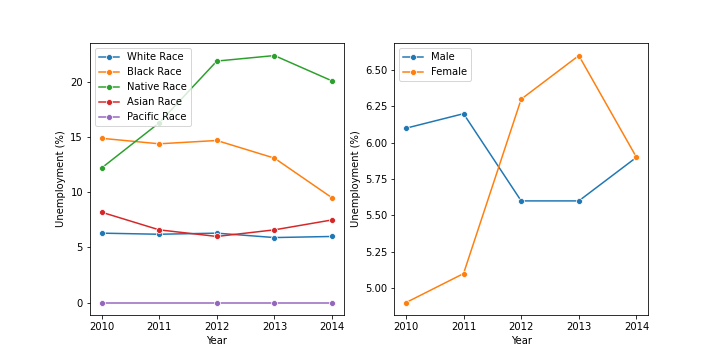 White Race
Black Race
Native Race
Asian Race
Pacific Race
20
15
10
5
0
Unemployment (%)
2010 2011 2012 2013 2014
Year
Male
Female
6.50
6.25
6.00
5.75
5.50
5.25
5.00
Unemployment (%)
2010 2011 2012 2013 2014
Year